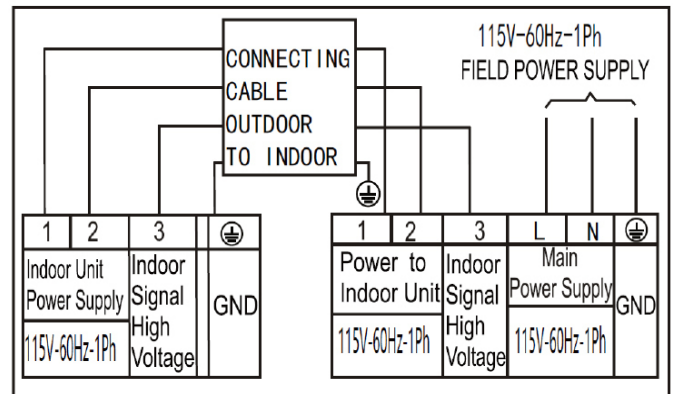 115V-60Hz-1Ph
FIELD POWER SUPPLY
CONNECTING
CABLE
OUTDOOR
TO INDOOR
1 2 3
Indoor Unit
Power Supply
115V-60Hz-1Ph
Indoor
Signal
High
Voltage
GND
1 2 3 L N
Power to
Indoor Unit
115V-60Hz-1Ph
Indoor
Signal
High
Voltage
Main
Power Supply
115V-60Hz-1Ph
GND